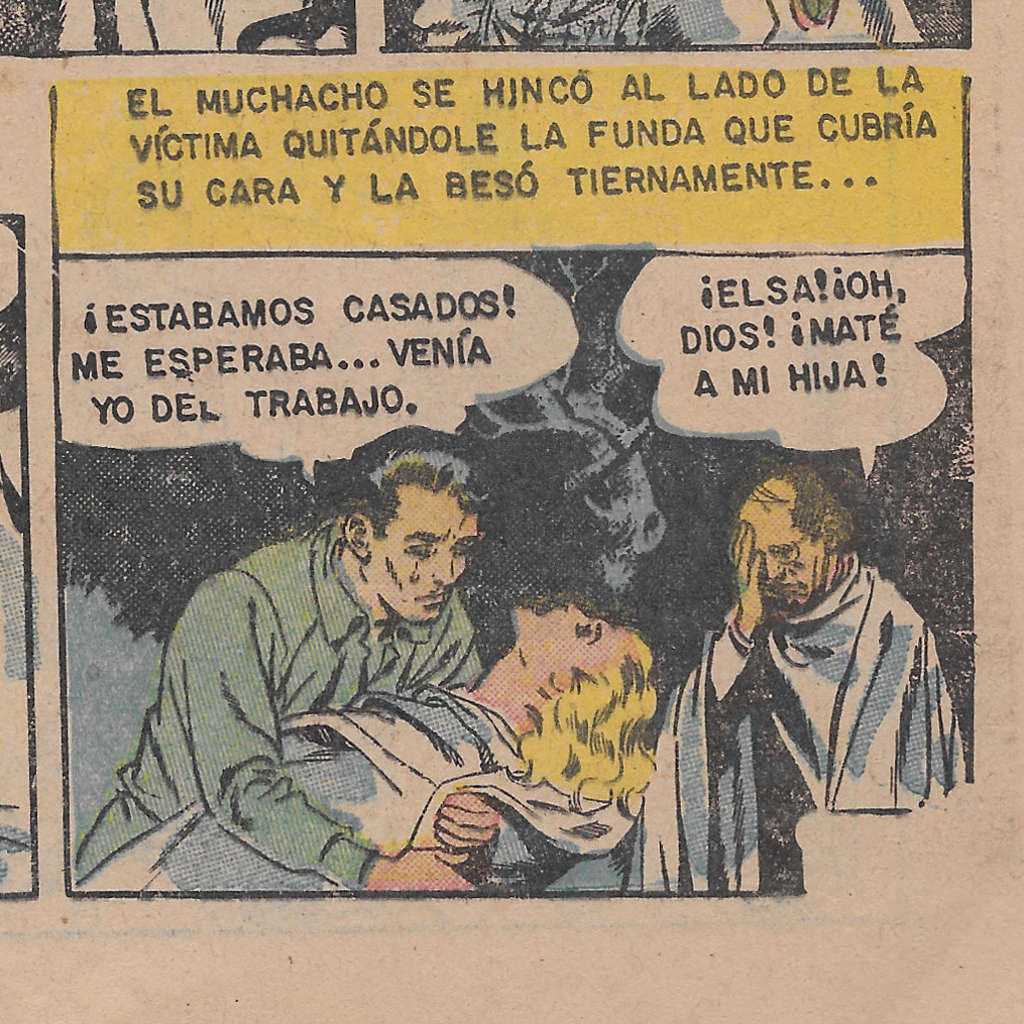 EL MUCHACHO SE HINCÓ AL LADO DE LA
VÍCTIMA QUITÁNDOLE LA FUNDA QUE CUBRÍA
SU CARA Y LA BESÓ TIERNAMENTE...
¡ESTABAMOS CASADOS!
ME ESPERABA... VENÍA
YO DEL TRABAJO.
¡ELSA!¡OH,
DIOS! ¡MATÉ
A MI HIJA!